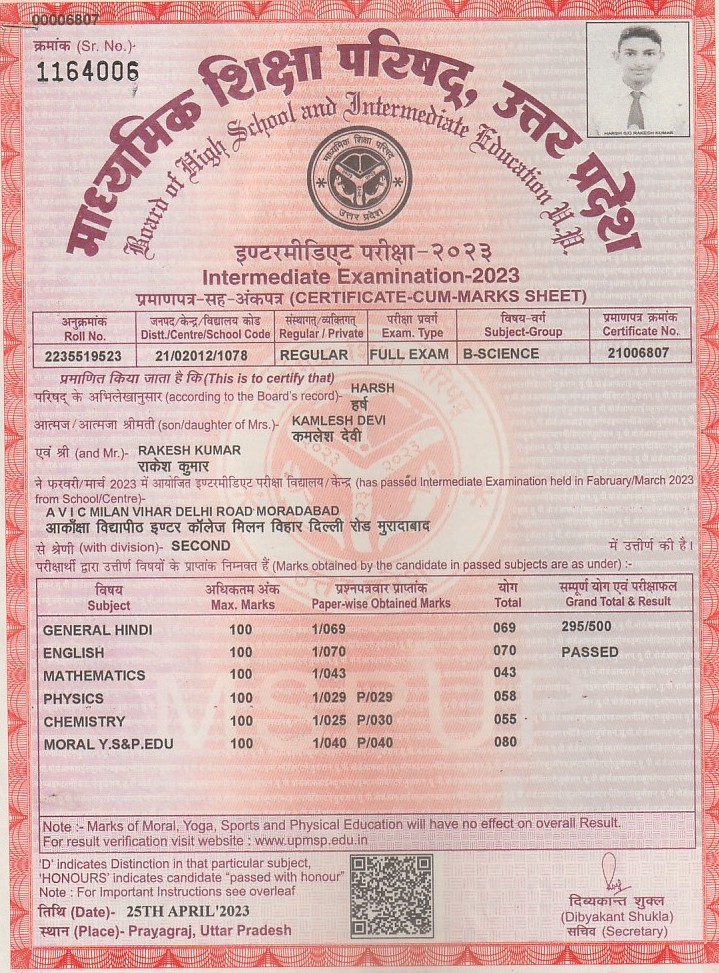 00006807
क्रमांक (Sr. No.)-
1164006
माध्यमिक शिक्षा परिषद्, उत्तर प्रदेश
Board of High School and Intermediate Education U.P.
माध्यमिक शिक्षा परिषद
उत्तर प्रदेश
HARSH S/O RAKESH KUMAR
इण्टरमीडिएट परीक्षा-२०२३
Intermediate Examination-2023
प्रमाणपत्र-सह-अंकपत्र (CERTIFICATE-CUM-MARKS SHEET)
अनुक्रमांक जनपद/केन्द्र/विद्यालय कोड संस्थागत/व्यक्तिगत परीक्षा प्रवर्ग विषय-वर्ग प्रमाणपत्र क्रमांक
Roll No. Distt./Centre/School Code Regular / Private Exam. Type Subject-Group Certificate No.
2235519523 21/02012/1078 REGULAR FULL EXAM B-SCIENCE 21006807
प्रमाणित किया जाता है कि (This is to certify that)
HARSH
परिषद् के अभिलेखानुसार (according to the Board's record)-
हर्ष
आत्मज/आत्मजा श्रीमती (son/daughter of Mrs.)- KAMLESH DEVI
कमलेश देवी
एवं श्री (and Mr.)- RAKESH KUMAR
राकेश कुमार
ने फरवरी/मार्च 2023 में आयोजित इण्टरमीडिएट परीक्षा विद्यालय/केन्द्र (has passed Intermediate Examination held in Fabruary/March 2023
from School/Centre)-
A V I C MILAN VIHAR DELHI ROAD MORADABAD
आकाँक्षा विद्यापीठ इण्टर कॉलेज मिलन विहार दिल्ली रोड मुरादाबाद
से श्रेणी (with division)- SECOND में उत्तीर्ण की है।
परीक्षार्थी द्वारा उत्तीर्ण विषयों के प्राप्तांक निम्नवत हैं (Marks obtained by the candidate in passed subjects are as under) :-
विषय अधिकतम अंक प्रश्नपत्रवार प्राप्तांक योग सम्पूर्ण योग एवं परीक्षाफल
Subject Max. Marks Paper-wise Obtained Marks Total Grand Total & Result
GENERAL HINDI 100 1/069 069 295/500
ENGLISH 100 1/070 070 PASSED
MATHEMATICS 100 1/043 043
PHYSICS 100 1/029 P/029 058
CHEMISTRY 100 1/025 P/030 055
MORAL Y.S&P.EDU 100 1/040 P/040 080
Note :- Marks of Moral, Yoga, Sports and Physical Education will have no effect on overall Result.
For result verification visit website : www.upmsp.edu.in
'D' indicates Distinction in that particular subject,
'HONOURS' indicates candidate "passed with honour"
Note : For Important Instructions see overleaf
तिथि (Date)- 25TH APRIL'2023
स्थान (Place)- Prayagraj, Uttar Pradesh
दिव्यकान्त शुक्ल
(Dibyakant Shukla)
सचिव (Secretary)